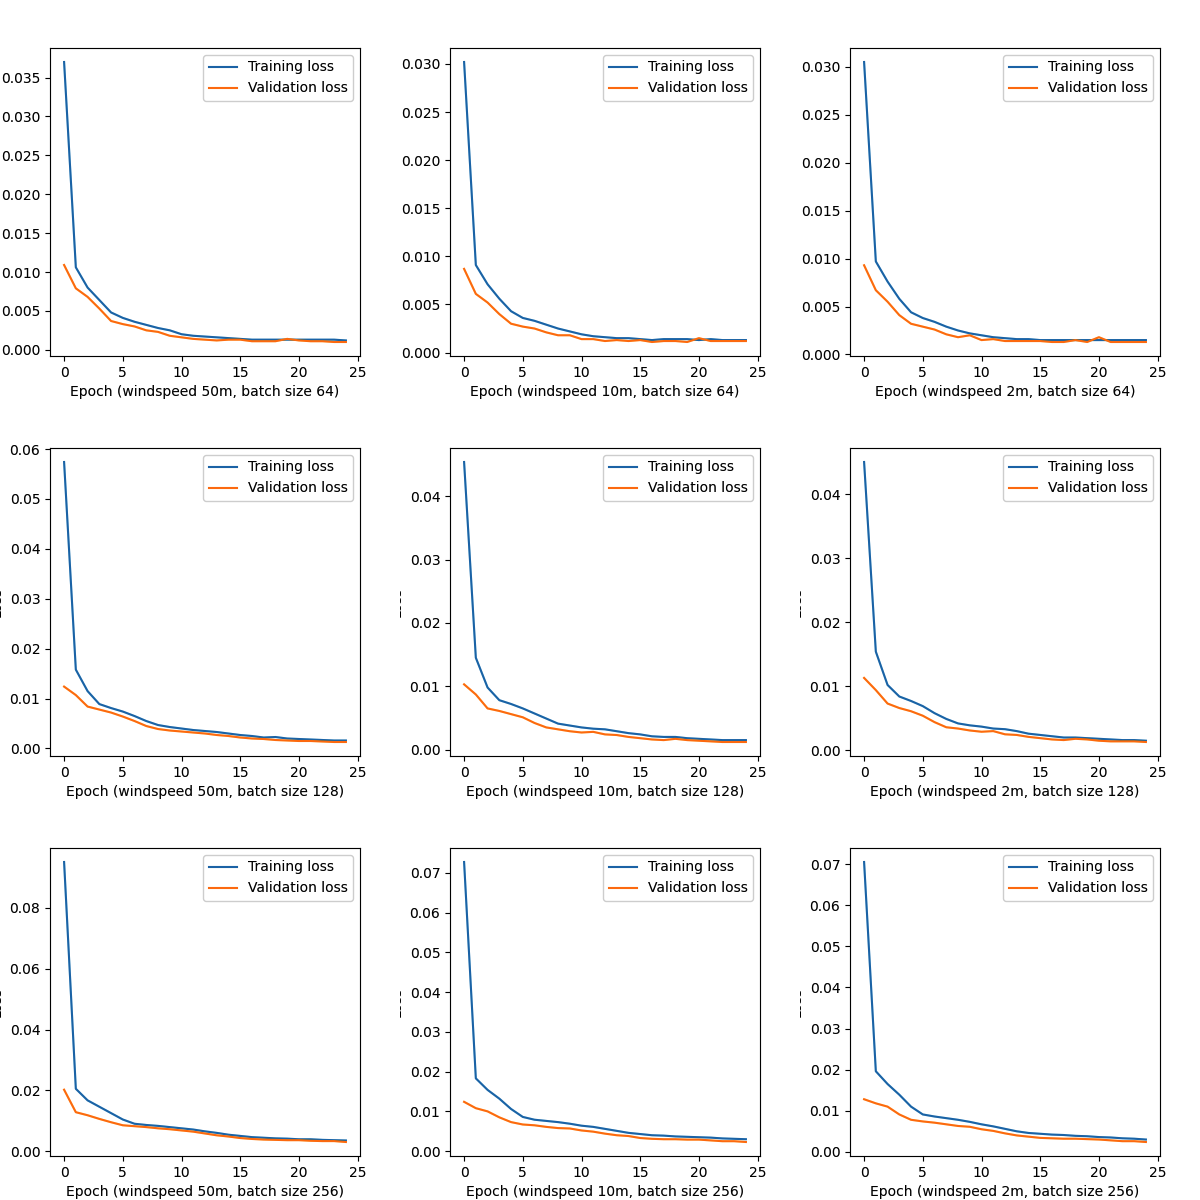 Training loss
Validation loss
0.035
0.030
0.025
0.020
0.015
0.010
0.005
0.000
0 5 10 15 20 25
Epoch (windspeed 50m, batch size 64)
Training loss
Validation loss
0.030
0.025
0.020
0.015
0.010
0.005
0.000
0 5 10 15 20 25
Epoch (windspeed 10m, batch size 64)
Training loss
Validation loss
0.030
0.025
0.020
0.015
0.010
0.005
0.000
0 5 10 15 20 25
Epoch (windspeed 2m, batch size 64)
Training loss
Validation loss
0.06
0.05
0.04
0.03
0.02
0.01
0.00
0 5 10 15 20 25
Epoch (windspeed 50m, batch size 128)
Training loss
Validation loss
0.04
0.03
0.02
0.01
0.00
0 5 10 15 20 25
Epoch (windspeed 10m, batch size 128)
Training loss
Validation loss
0.04
0.03
0.02
0.01
0.00
0 5 10 15 20 25
Epoch (windspeed 2m, batch size 128)
Training loss
Validation loss
0.08
0.06
0.04
0.02
0.00
0 5 10 15 20 25
Epoch (windspeed 50m, batch size 256)
Training loss
Validation loss
0.07
0.06
0.05
0.04
0.03
0.02
0.01
0.00
0 5 10 15 20 25
Epoch (windspeed 10m, batch size 256)
Training loss
Validation loss
0.07
0.06
0.05
0.04
0.03
0.02
0.01
0.00
0 5 10 15 20 25
Epoch (windspeed 2m, batch size 256)